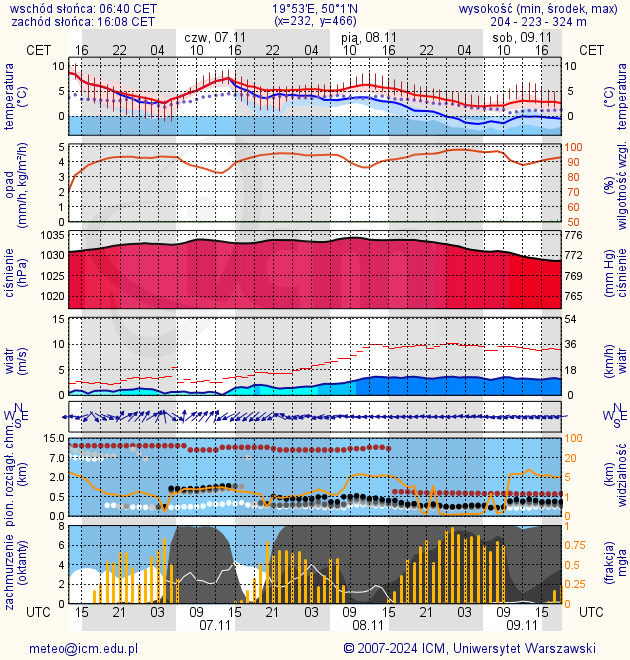 wschód słońca: 06:40 CET 19°53'E, 50°1'N wysokość (min, środek, max)
zachód słońca: 16:08 CET (x=232, y=466) 204 - 223 - 324 m
czw, 07.11 pią, 08.11 sob, 09.11
CET 16 22 04 10 16 22 04 10 16 22 04 10 16 CET
temperatura (°C)
10 5 0
10 5 0
(°C) temperatura
opad (mm/h, kg/m²/h)
5 4 3 2 1 0
100 90 80 70 60 50
(%) wilgotność wzgl.
ciśnienie (hPa)
1035 1030 1025 1020
776 772 769 765
(mm Hg) ciśnienie
wiatr (m/s)
15 10 5 0
54 36 18 0
(km/h) wiatr
N W E S
N W E S
pion. rozciągł. chm. (km)
15.0 7.0 2.0 0.5 0.0
100 20 5 1 0
(km) widzialność
zachmurzenie (oktanty)
8 6 4 2 0
1 0.75 0.5 0.25 0
(frakcja) mgła
UTC 15 21 03 09 15 21 03 09 15 21 03 09 15 UTC
07.11 08.11 09.11
meteo@icm.edu.pl © 2007-2024 ICM, Uniwersytet Warszawski